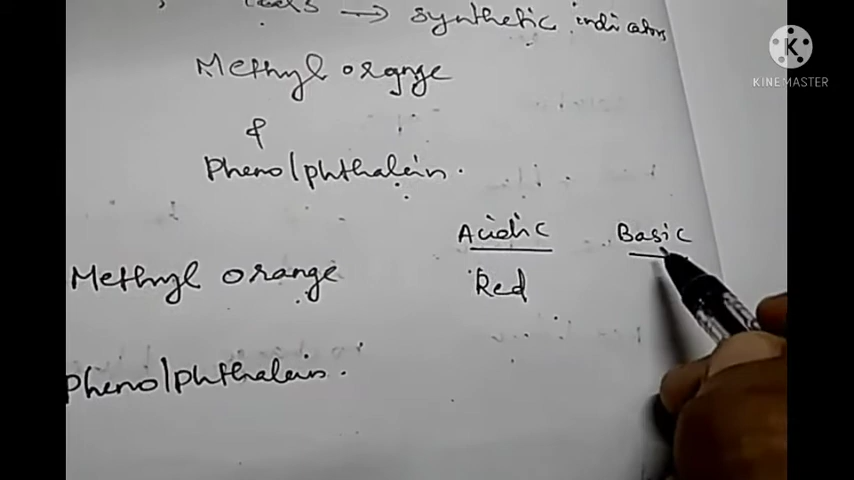 → synthetic indicators
Methyl orange
&
Phenolphthalein.
Acidic Basic
Methyl orange Red
Phenolphthalein.
K
KINEMASTER